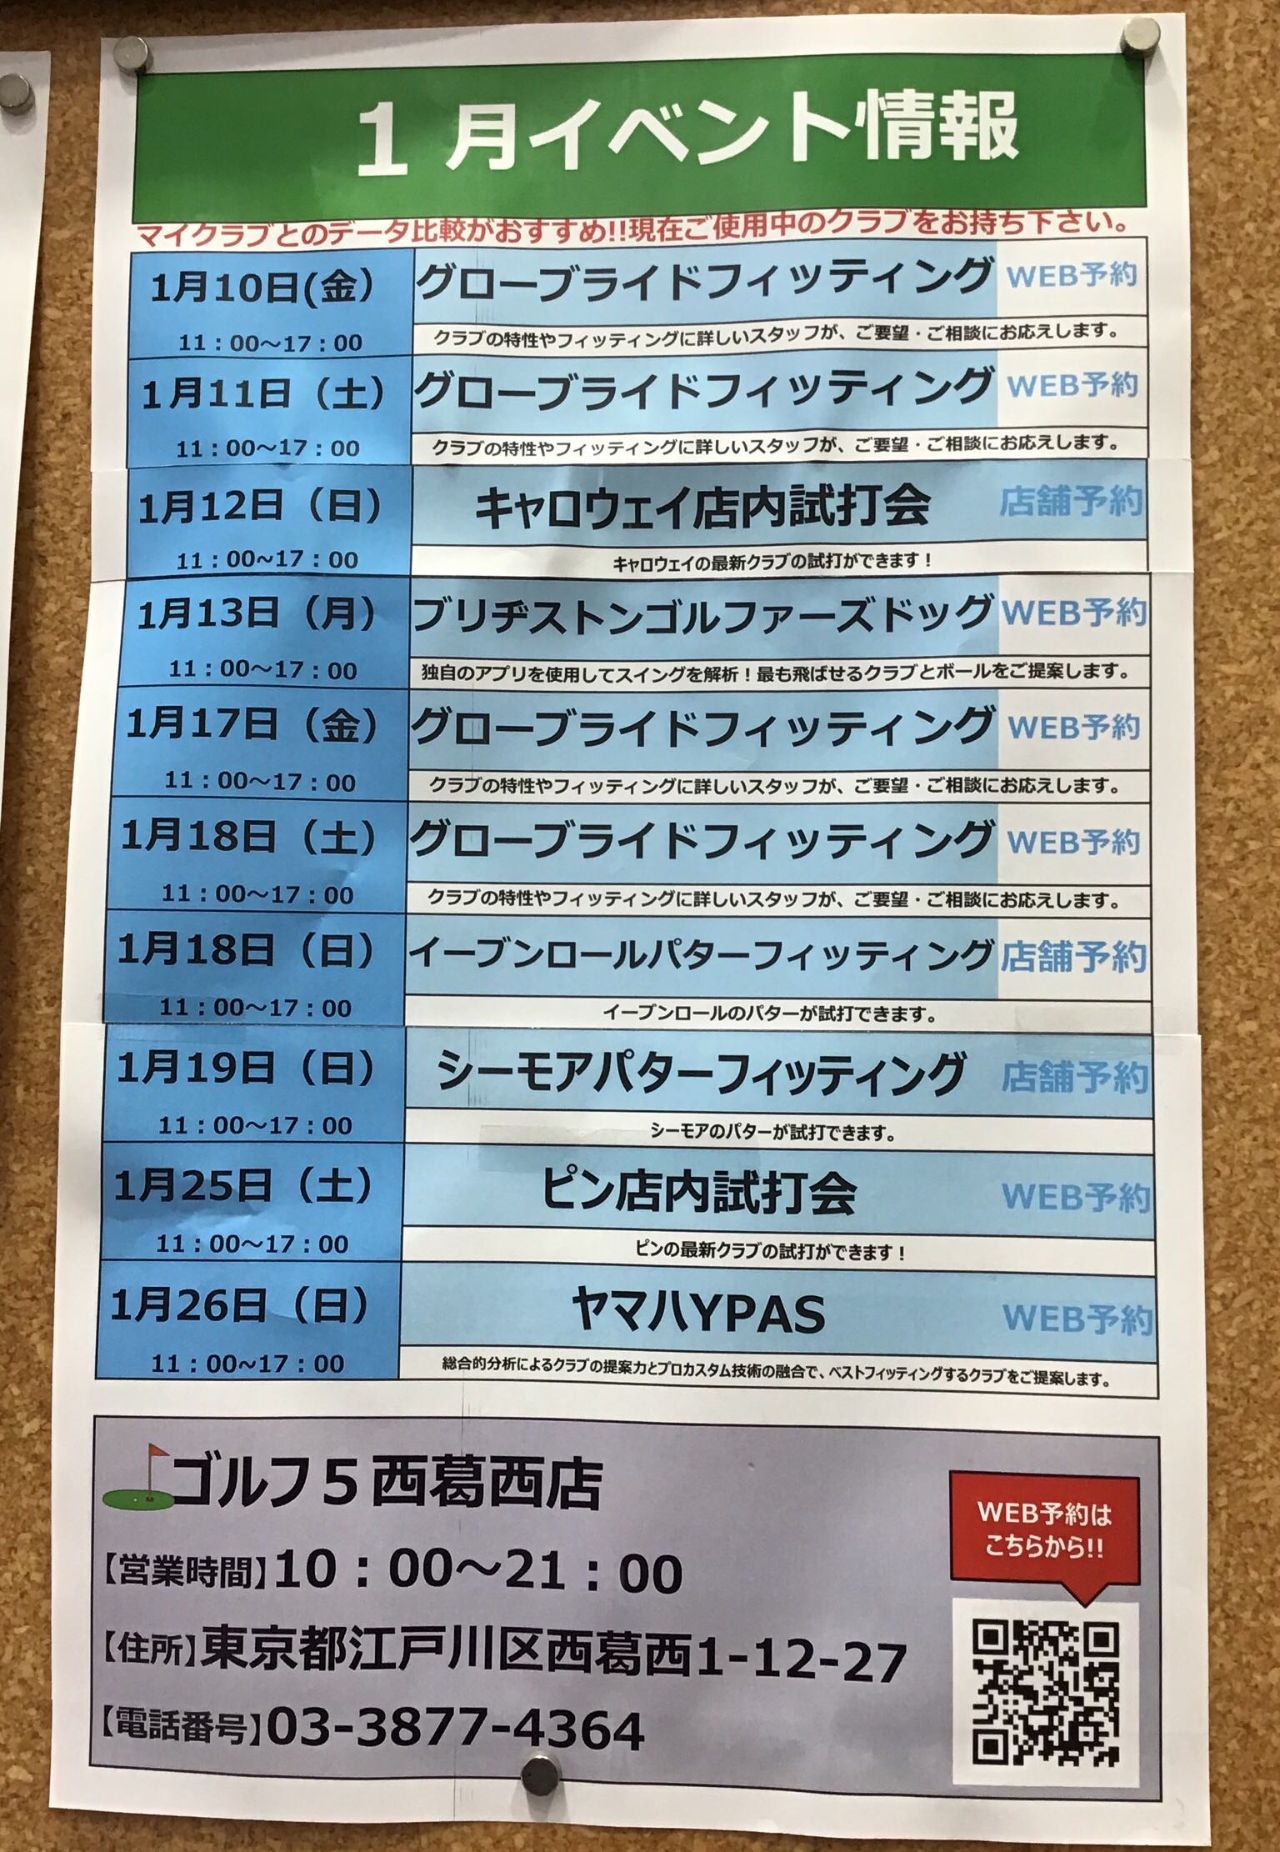 1月イベント情報
マイクラブとのデータ比較がおすすめ!!現在ご使用中のクラブをお持ち下さい。
1月10日(金) グローブライドフィッティング WEB予約
11：00～17：00 クラブの特性やフィッティングに詳しいスタッフが、ご要望・ご相談にお応えします。
1月11日（土） グローブライドフィッティング WEB予約
11：00～17：00 クラブの特性やフィッティングに詳しいスタッフが、ご要望・ご相談にお応えします。
1月12日（日） キャロウェイ店内試打会 店舗予約
11：00~17：00 キャロウェイの最新クラブの試打ができます！
1月13日（月） ブリヂストンゴルファーズドッグ WEB予約
11：00～17：00 独自のアプリを使用してスイングを解析！最も飛ばせるクラブとボールをご提案します。
1月17日（金） グローブライドフィッティング WEB予約
11：00～17：00 クラブの特性やフィッティングに詳しいスタッフが、ご要望・ご相談にお応えします。
1月18日（土） グローブライドフィッティング WEB予約
11：00～17：00 クラブの特性やフィッティングに詳しいスタッフが、ご要望・ご相談にお応えします。
1月18日（日） イーブンロールパターフィッティング 店舗予約
11：00～17：00 イーブンロールのパターが試打できます。
1月19日（日） シーモアパターフィッティング 店舗予約
11：00～17：00 シーモアのパターが試打できます。
1月25日（土） ピン店内試打会 WEB予約
11：00～17：00 ピンの最新クラブの試打ができます！
1月26日（日） ヤマハYPAS WEB予約
11：00~17：00 総合的分析によるクラブの提案力とプロカスタム技術の融合で、ベストフィッティングするクラブをご提案します。
ゴルフ５西葛西店
WEB予約は
こちらから!!
【営業時間】10：00～21：00
【住所】東京都江戸川区西葛西1-12-27
【電話番号】03-3877-4364